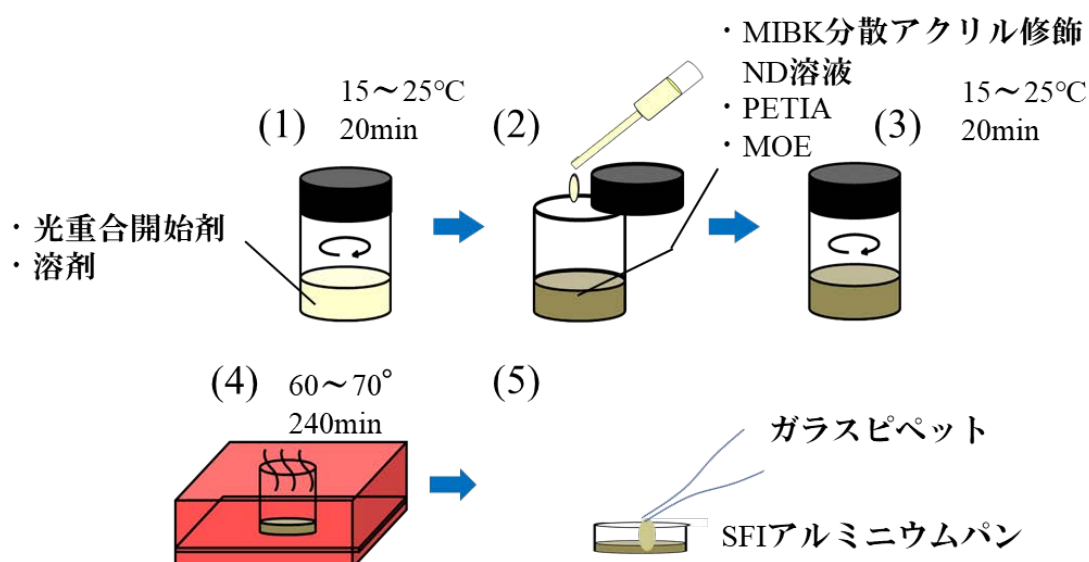 (1)
15～25℃
20min
・光重合開始剤
・溶剤
(2)
・MIBK分散アクリル修飾
ND溶液
・PETIA
・MOE
(3)
15～25℃
20min
(4)
60～70°
240min
(5)
ガラスピペット
SFIアルミニウムパン